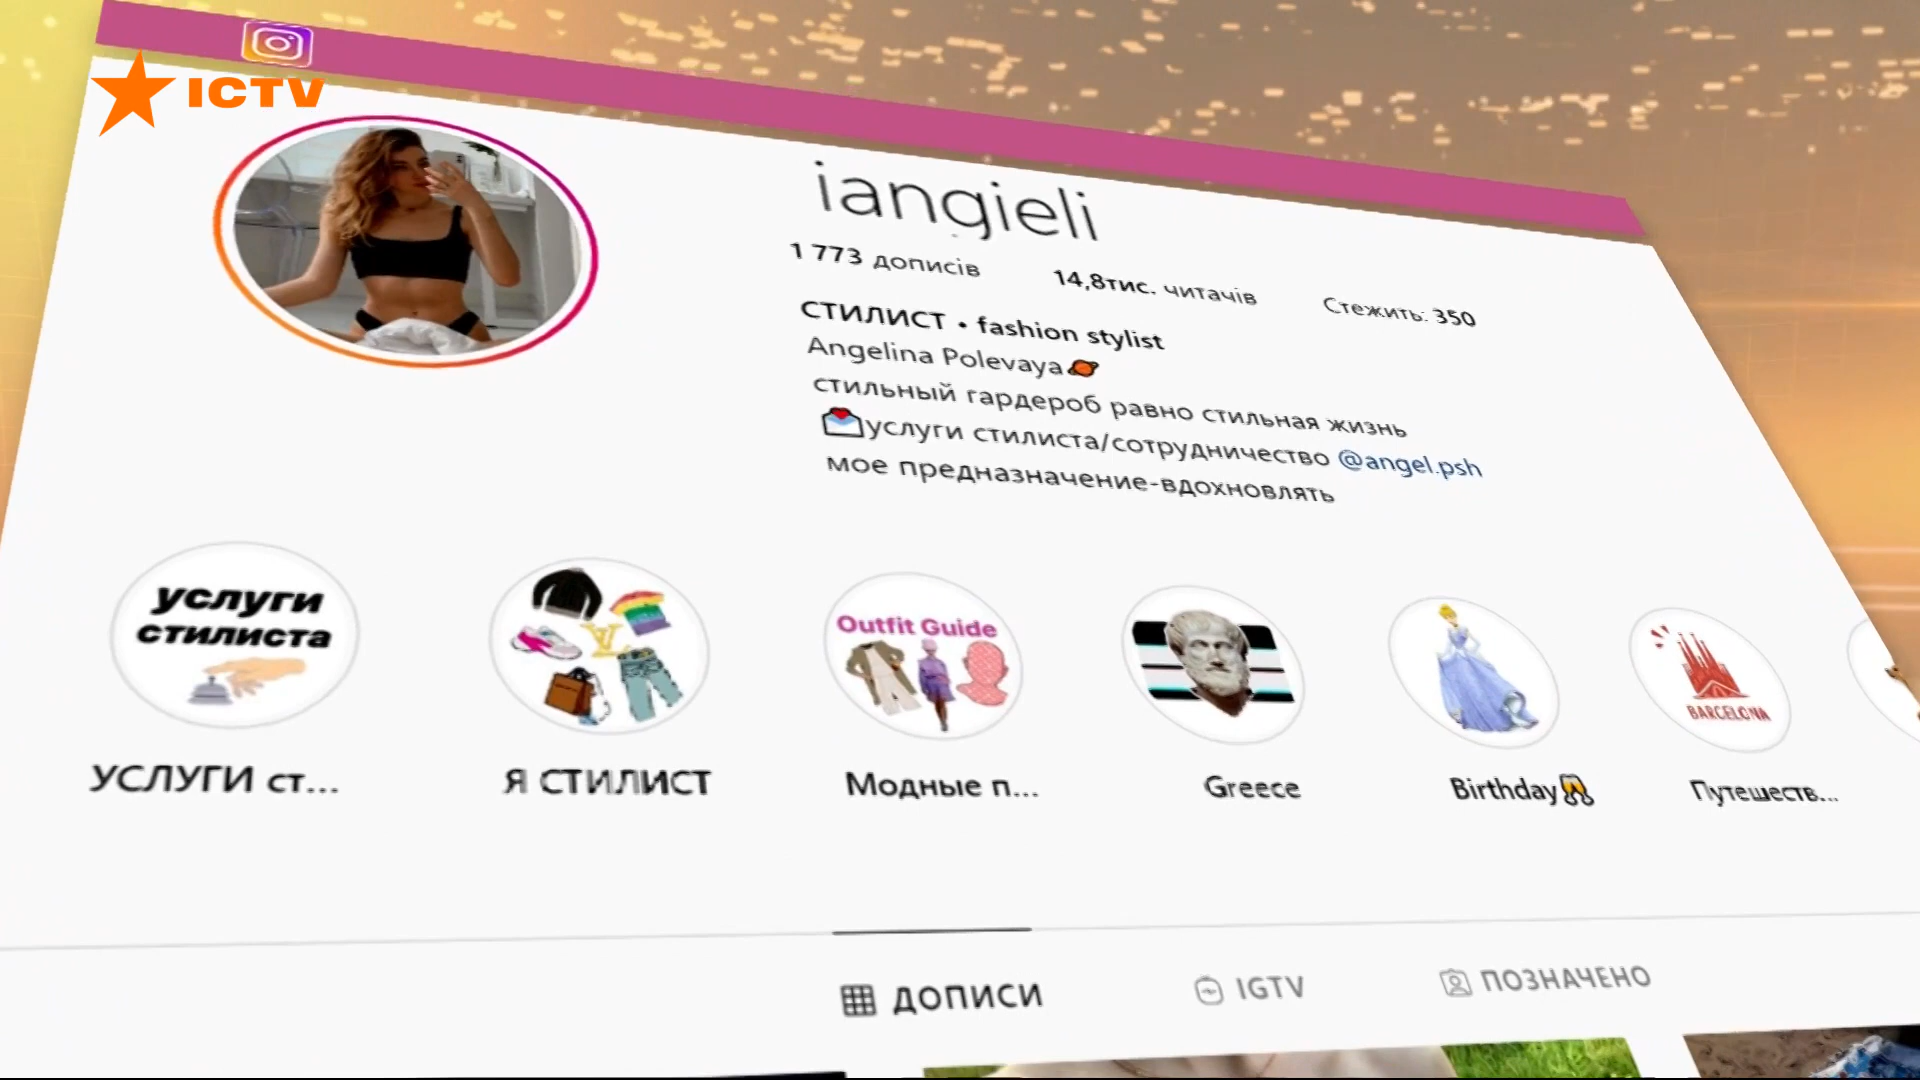 ICTV
iangieli
1 773 дописів 14,8тис. читачів Стежить: 350
СТИЛИСТ • fashion stylist
Angelina Polevaya🪐
стильный гардероб равно стильная жизнь
💌услуги стилиста/сотрудничество @angel.psh
мое предназначение-вдохновлять
услуги
стилиста
Outfit Guide
BARCELONA
УСЛУГИ ст...
Я СТИЛИСТ
Модные п...
Greece
Birthday🥂
Путешеств...
ДОПИСИ
IGTV
ПОЗНАЧЕНО